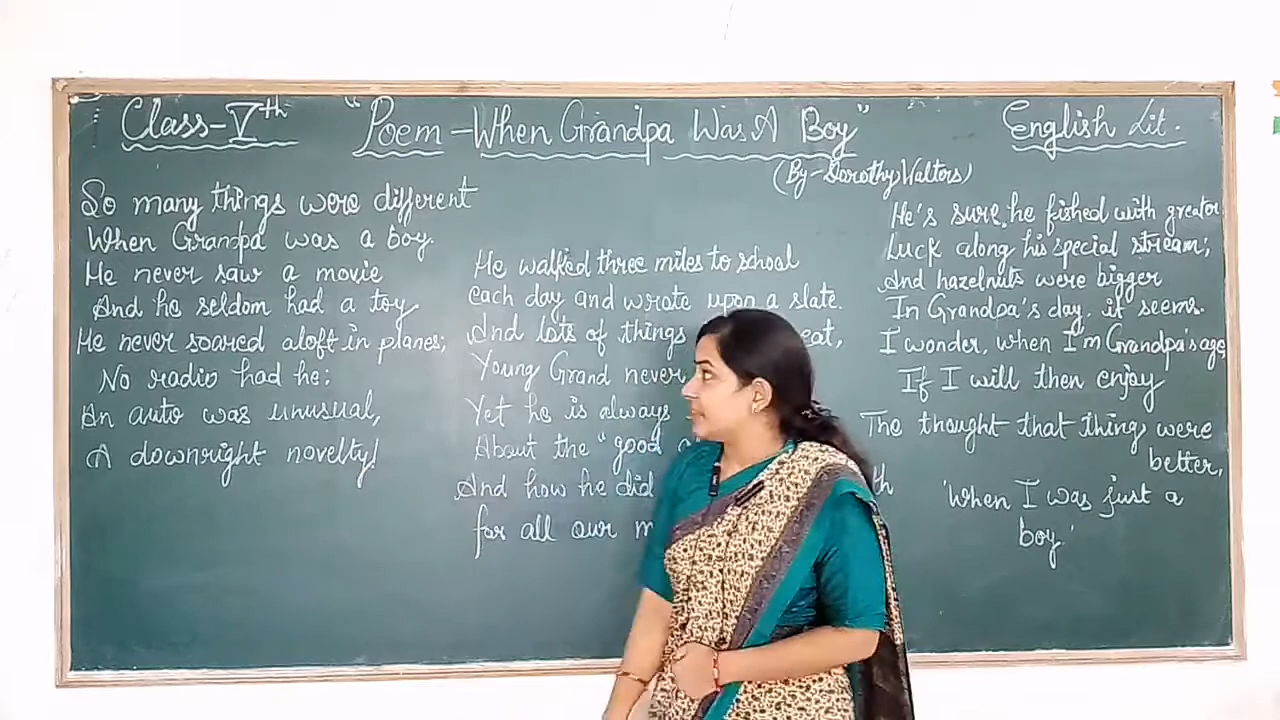 Class-Vth "Poem-When Grandpa Was A Boy" English Lit.
(By-Dorothy Walters)
So many things were different
When Grandpa was a boy.
He never saw a movie
And he seldom had a toy
He never soared aloft in planes;
No radio had he;
An auto was unusual,
A downright novelty!
He walked three miles to school
each day and wrote upon a slate.
And lots of things eat,
Young Grand never
Yet he is always
About the "good
And how he did th
for all our m
He's sure, he fished with greator
Luck along his special stream;
And hazelnuts were bigger
In Grandpa's day, it seems.
I wonder, when I'm Grandpa's age,
If I will then enjoy
The thought that things were
better,
'When I was just a
boy.'